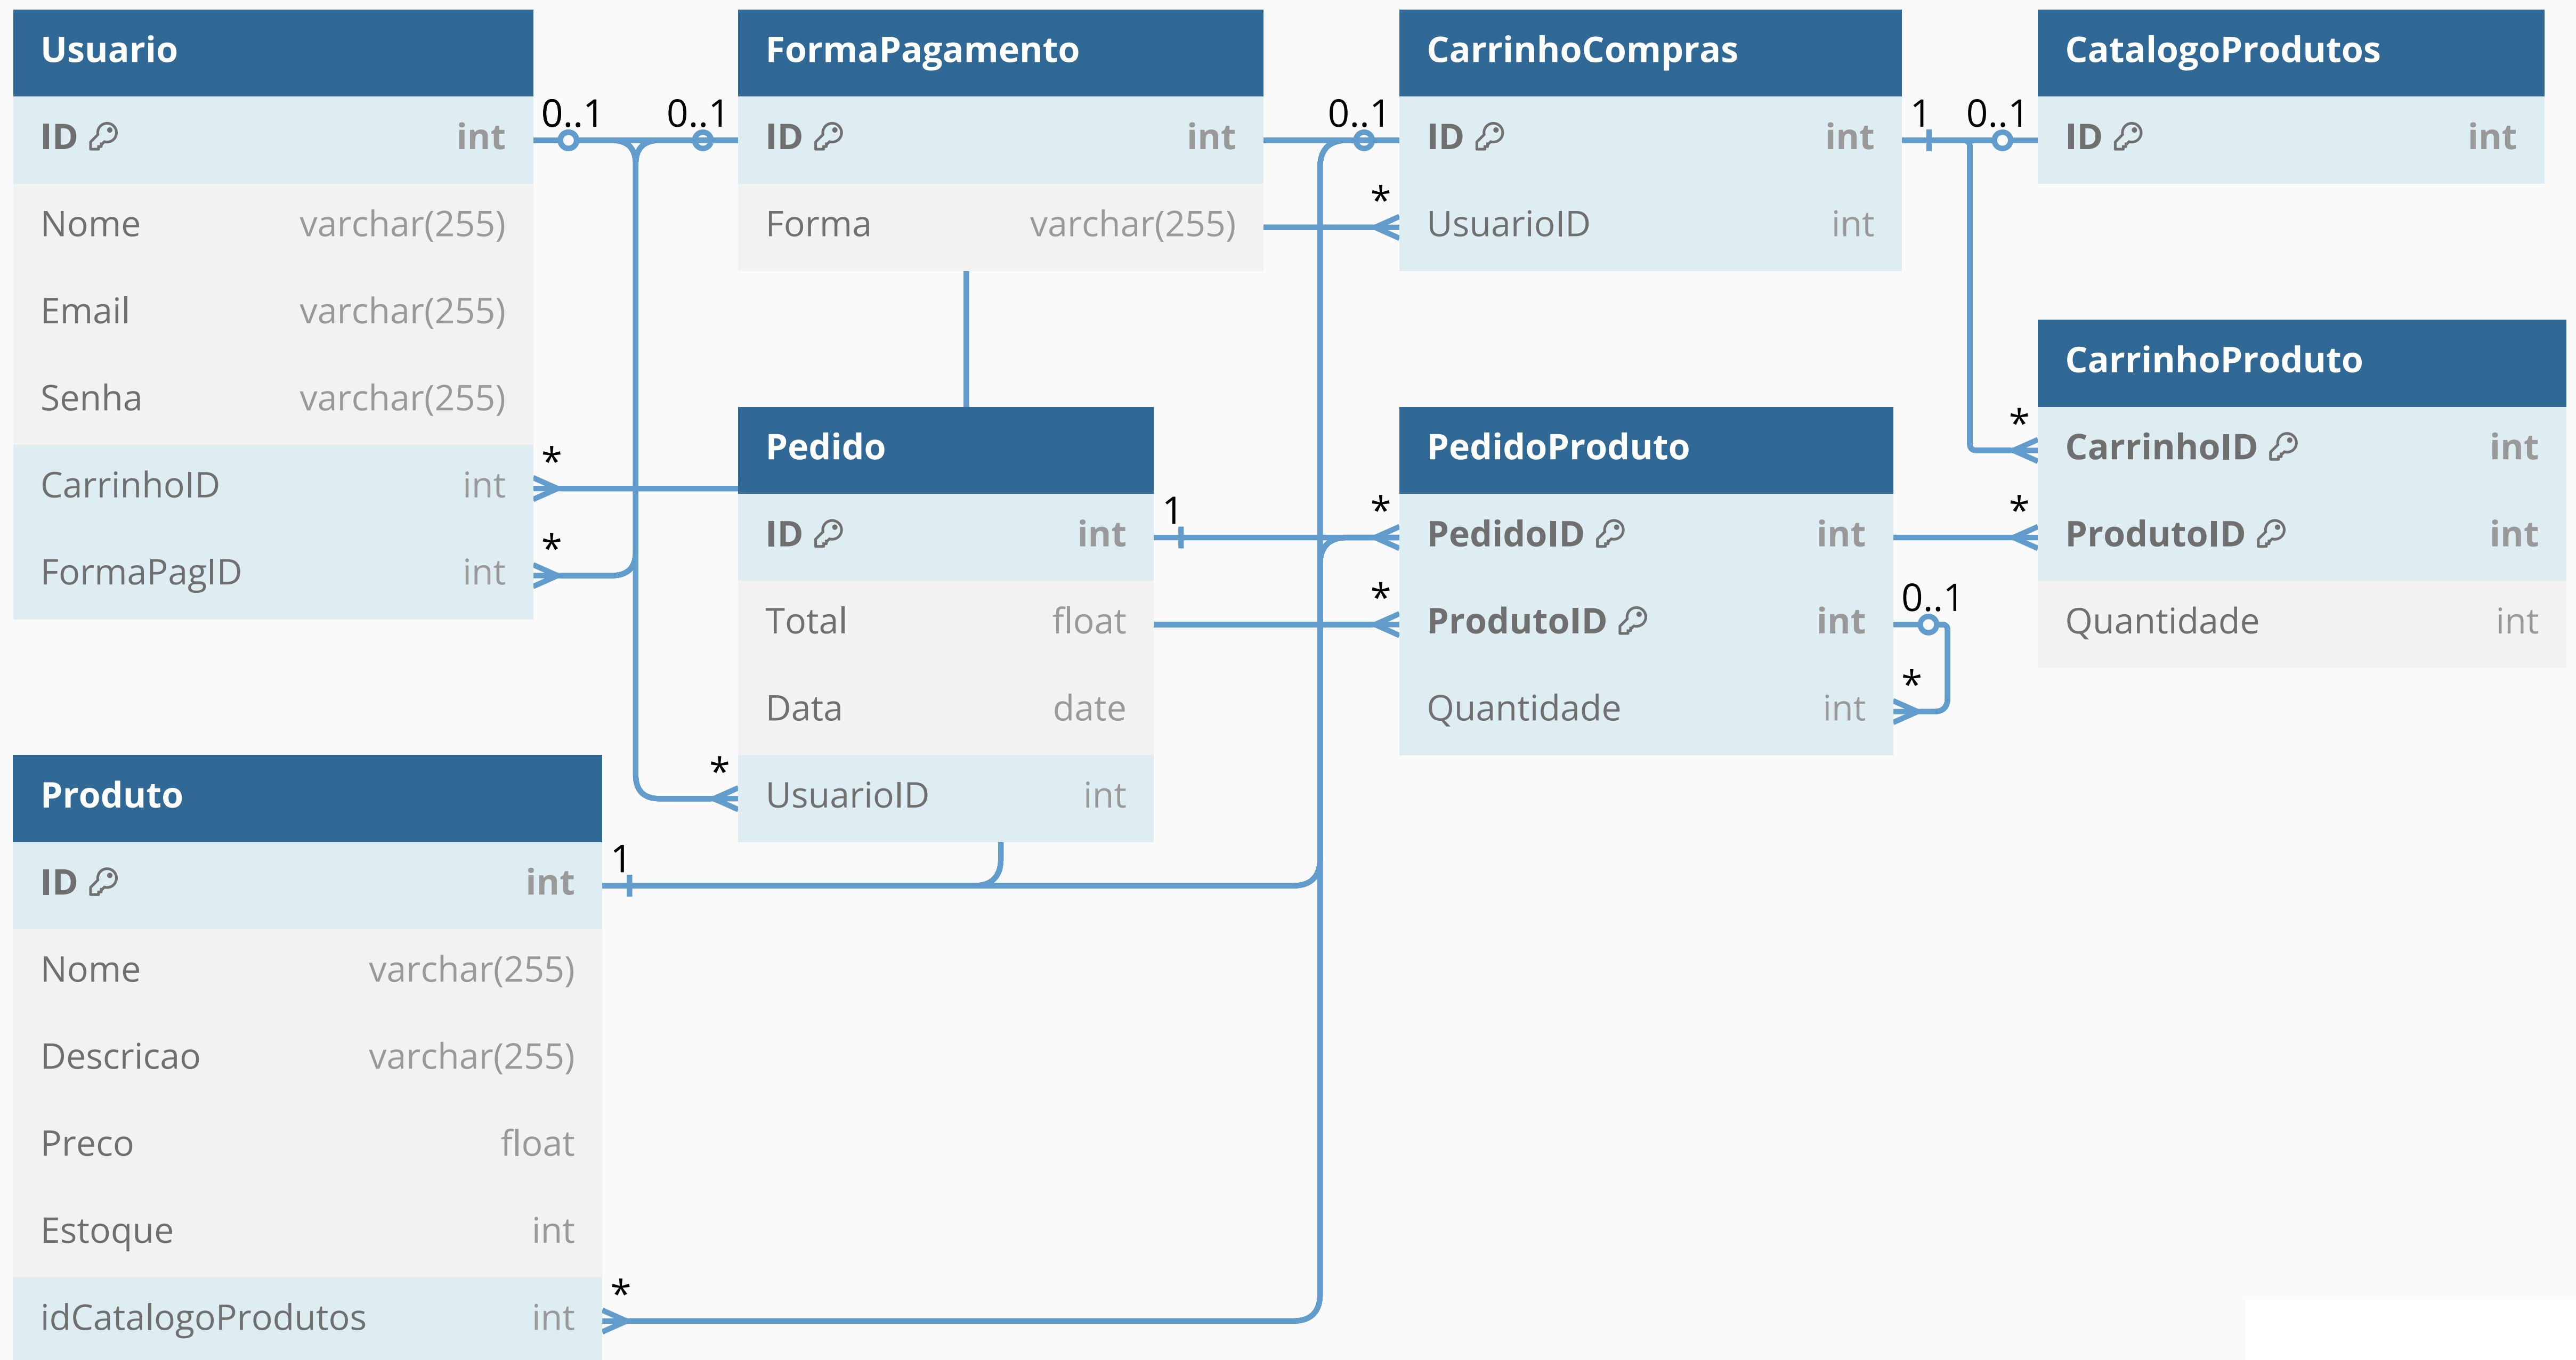 Usuario
ID int
Nome varchar(255)
Email varchar(255)
Senha varchar(255)
CarrinhoID int
FormaPagID int
0..1
*
*
0..1
FormaPagamento
ID int
Forma varchar(255)
0..1
*
CarrinhoCompras
ID int
UsuarioID int
1
0..1
CatalogoProdutos
ID int
*
*
CarrinhoProduto
CarrinhoID int
ProdutoID int
Quantidade int
Pedido
ID int
Total float
Data date
UsuarioID int
*
1
*
*
PedidoProduto
PedidoID int
ProdutoID int
Quantidade int
0..1
*
Produto
ID int
Nome varchar(255)
Descricao varchar(255)
Preco float
Estoque int
idCatalogoProdutos int
1
*